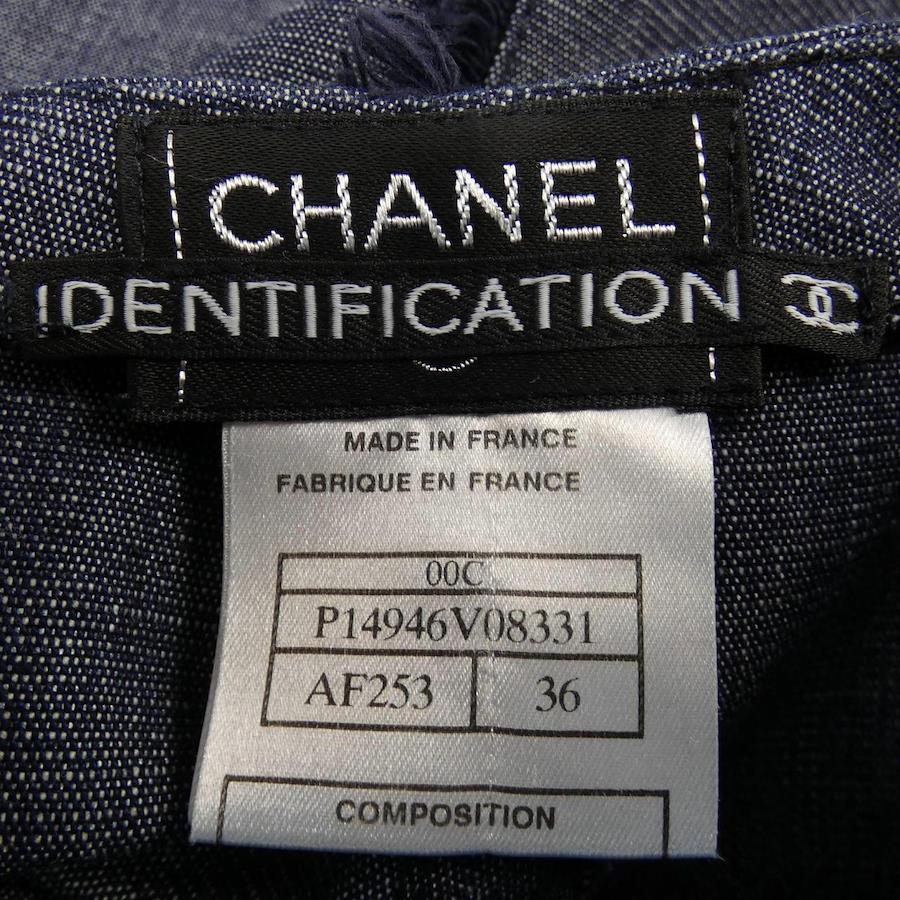 CHANEL
IDENTIFICATION
MADE IN FRANCE
FABRIQUE EN FRANCE
00C
P14946V08331
AF253 36
COMPOSITION